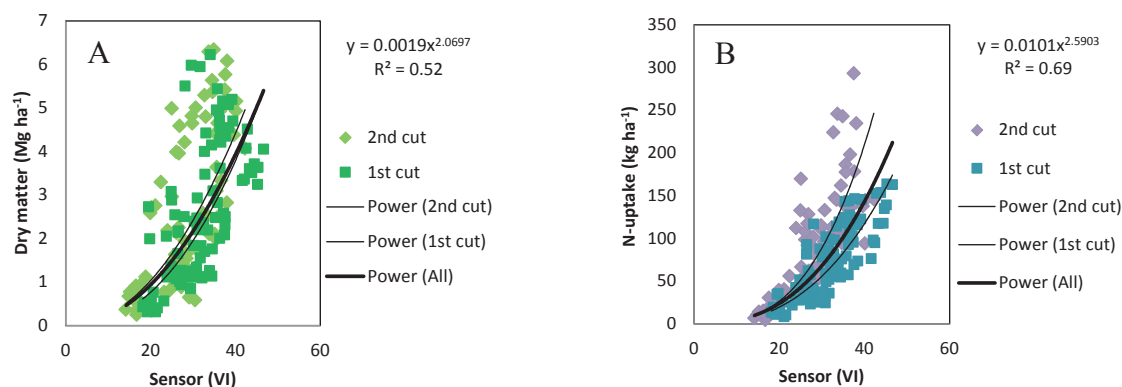 A
Dry matter (Mg ha⁻¹)
7
6
5
4
3
2
1
0
0 20 40 60
Sensor (VI)
y = 0.0019x^2.0697
R² = 0.52
2nd cut
1st cut
Power (2nd cut)
Power (1st cut)
Power (All)
B
N-uptake (kg ha⁻¹)
350
300
250
200
150
100
50
0
0 20 40 60
Sensor (VI)
y = 0.0101x^2.5903
R² = 0.69
2nd cut
1st cut
Power (2nd cut)
Power (1st cut)
Power (All)